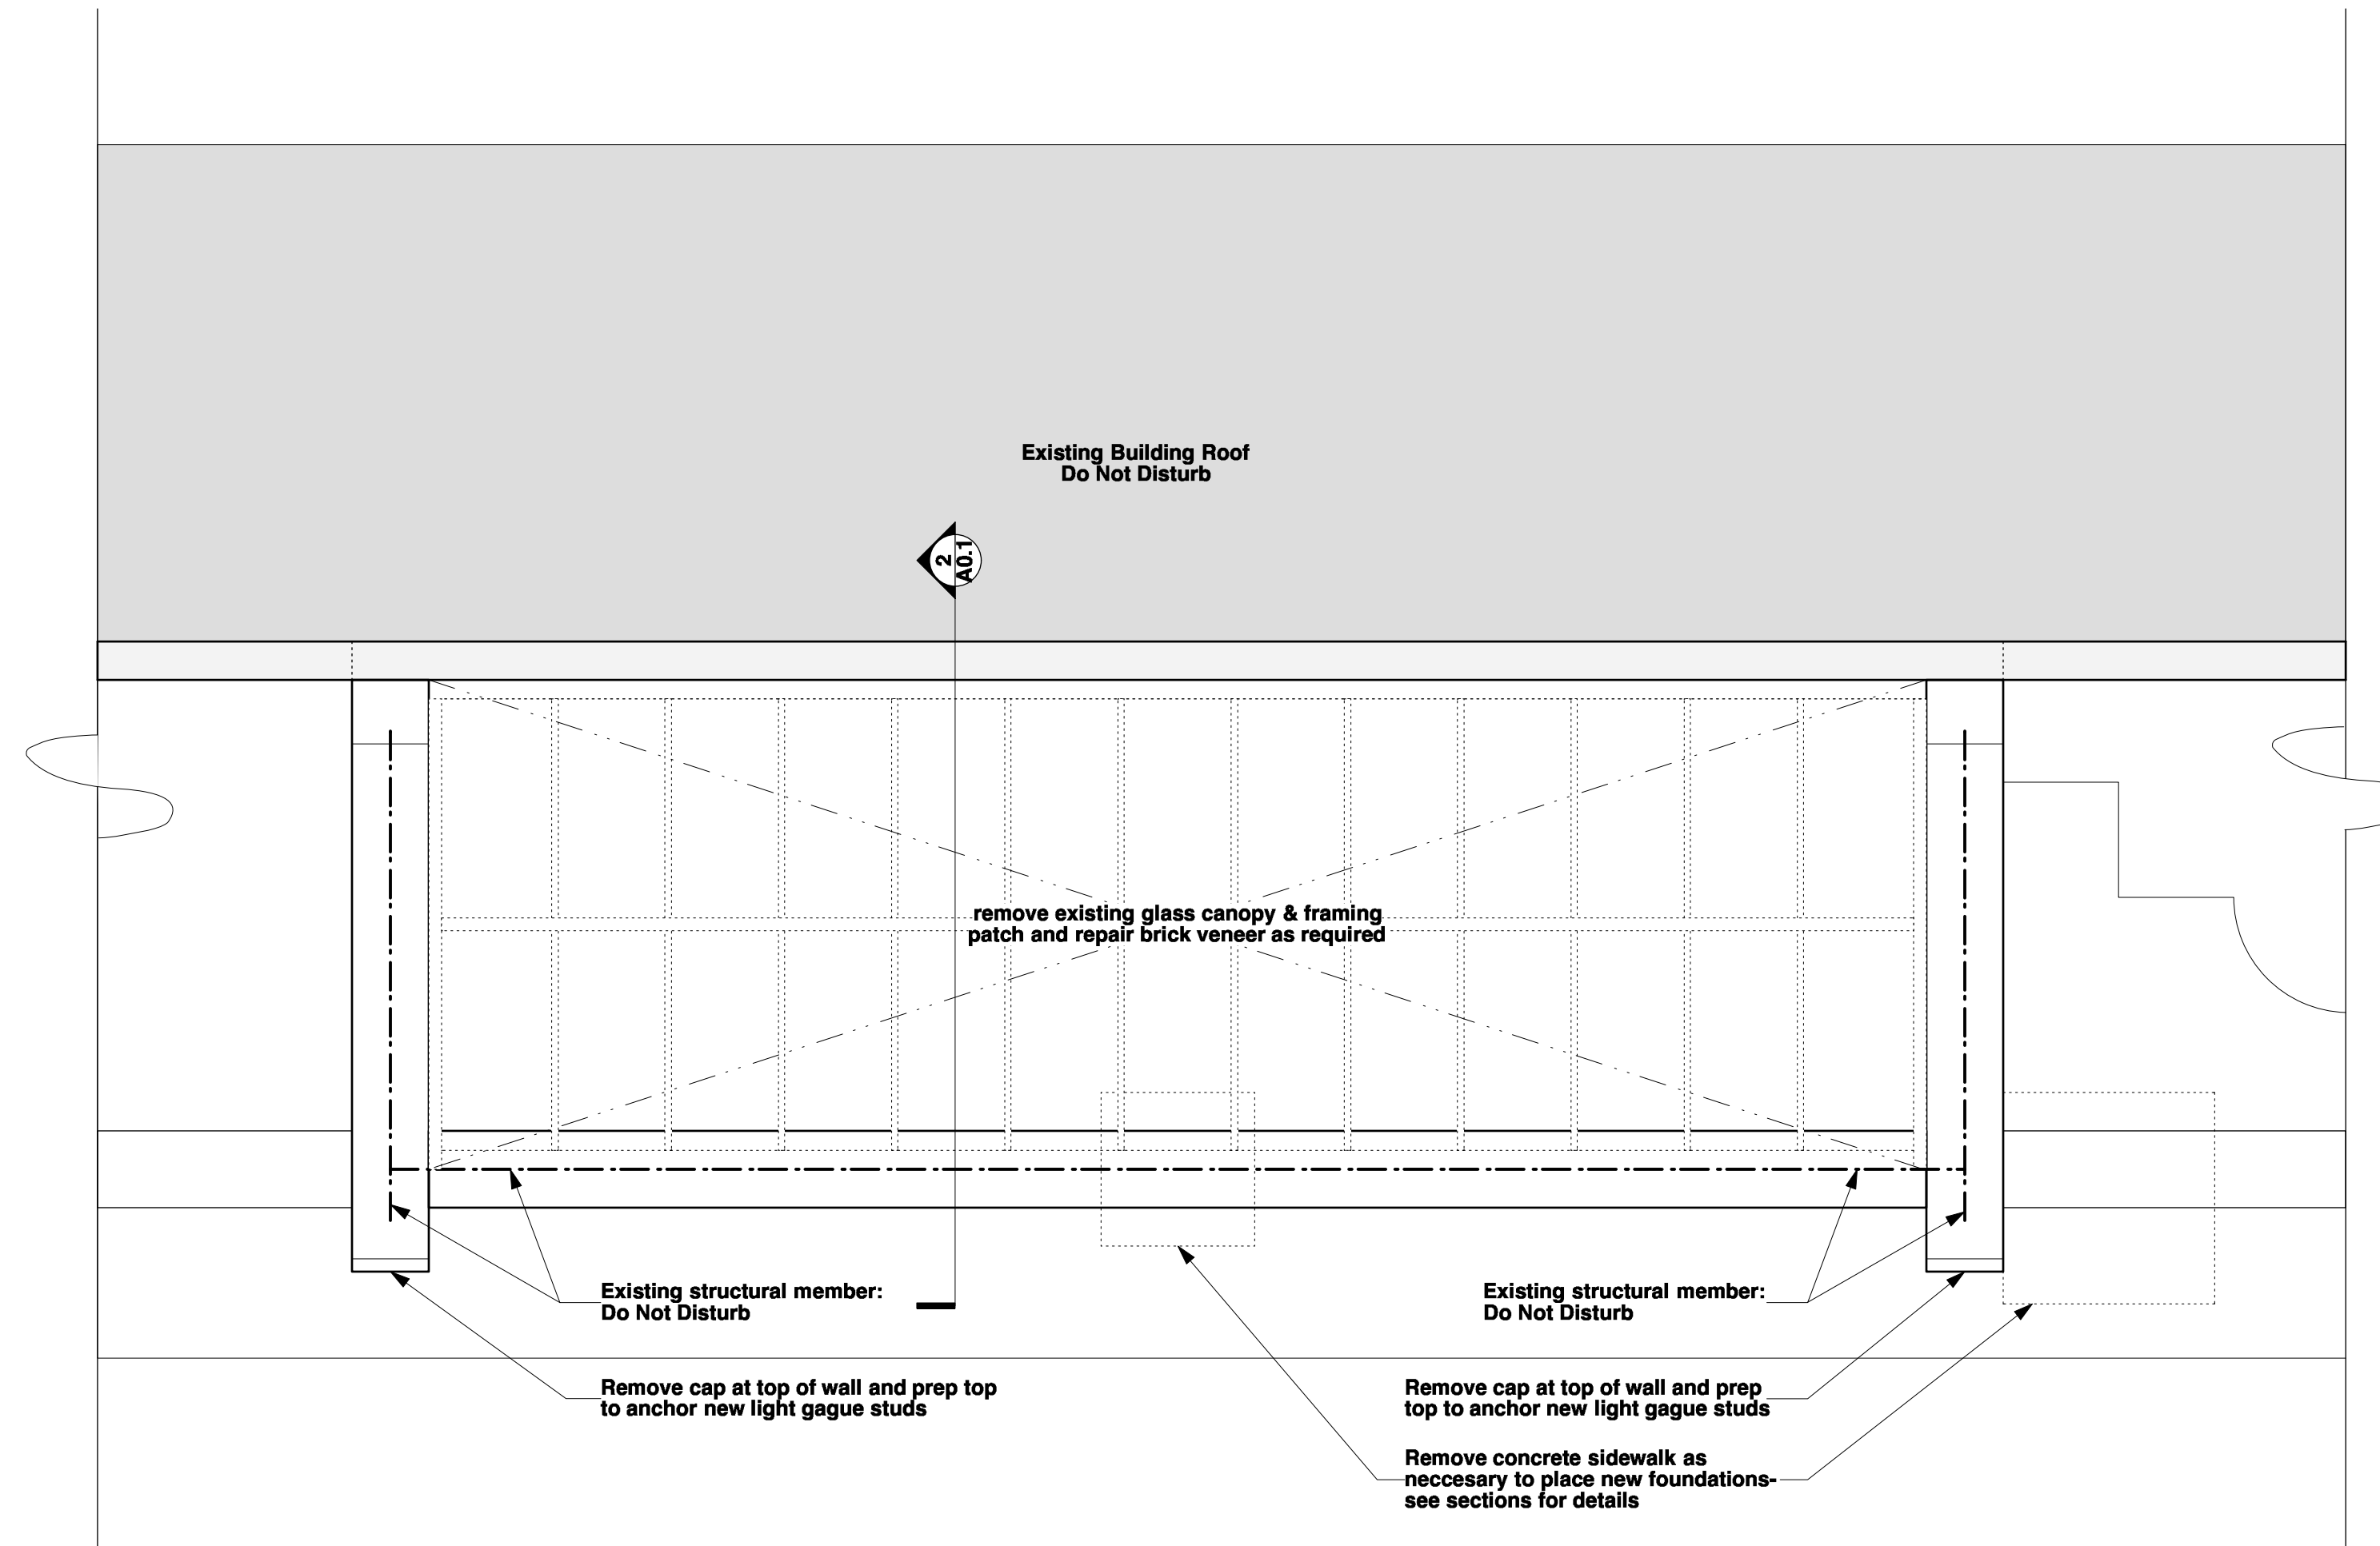 Existing Building Roof
Do Not Disturb
2
A0.1
remove existing glass canopy & framing
patch and repair brick veneer as required
Existing structural member:
Do Not Disturb
Existing structural member:
Do Not Disturb
Remove cap at top of wall and prep top
to anchor new light gague studs
Remove cap at top of wall and prep
top to anchor new light gague studs
Remove concrete sidewalk as
neccesary to place new foundations-
see sections for details